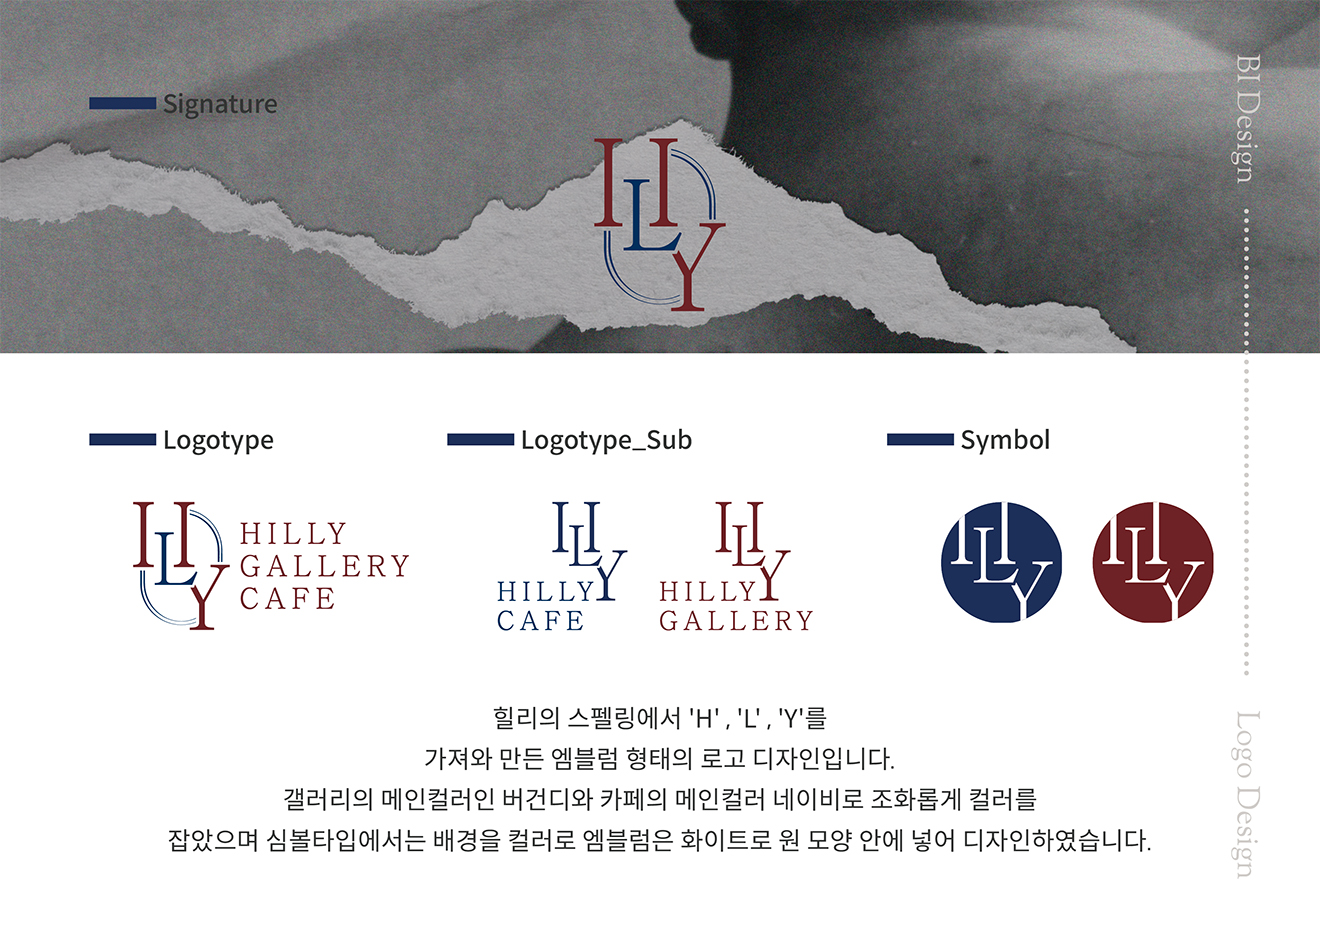 Signature
HLY
BI Design
Logotype
Logotype_Sub
Symbol
HLY
HILLY
GALLERY
CAFE
HLY
HILLY
CAFE
HLY
HILLY
GALLERY
HLY
HLY
힐리의 스펠링에서 'H' , 'L' , 'Y'를
가져와 만든 엠블럼 형태의 로고 디자인입니다.
갤러리의 메인컬러인 버건디와 카페의 메인컬러 네이비로 조화롭게 컬러를
잡았으며 심볼타입에서는 배경을 컬러로 엠블럼은 화이트로 원 모양 안에 넣어 디자인하였습니다.
Logo Design